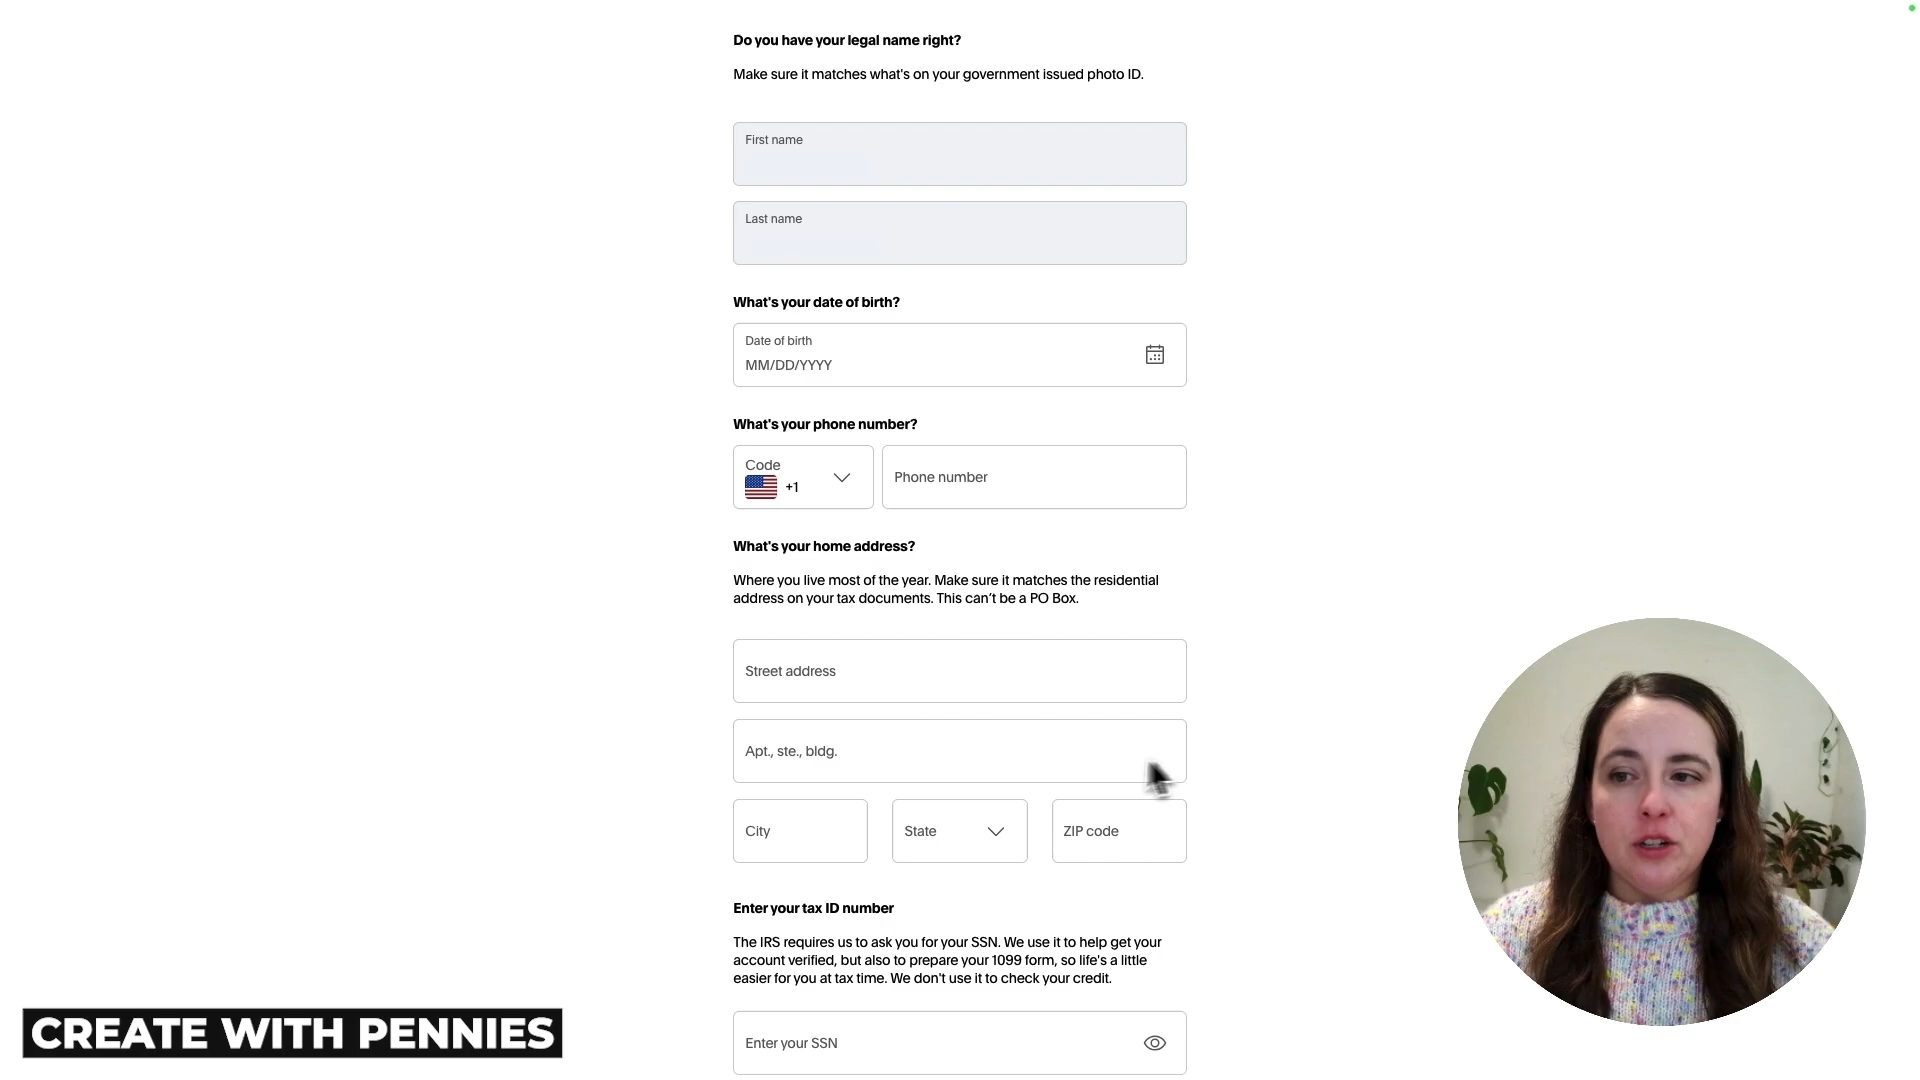 Do you have your legal name right?
Make sure it matches what's on your government issued photo ID.
First name
Last name
What's your date of birth?
Date of birth
MM/DD/YYYY
What's your phone number?
Code
+1
Phone number
What's your home address?
Where you live most of the year. Make sure it matches the residential
address on your tax documents. This can’t be a PO Box.
Street address
Apt., ste., bldg.
City
State
ZIP code
Enter your tax ID number
The IRS requires us to ask you for your SSN. We use it to help get your
account verified, but also to prepare your 1099 form, so life's a little
easier for you at tax time. We don't use it to check your credit.
Enter your SSN
CREATE WITH PENNIES